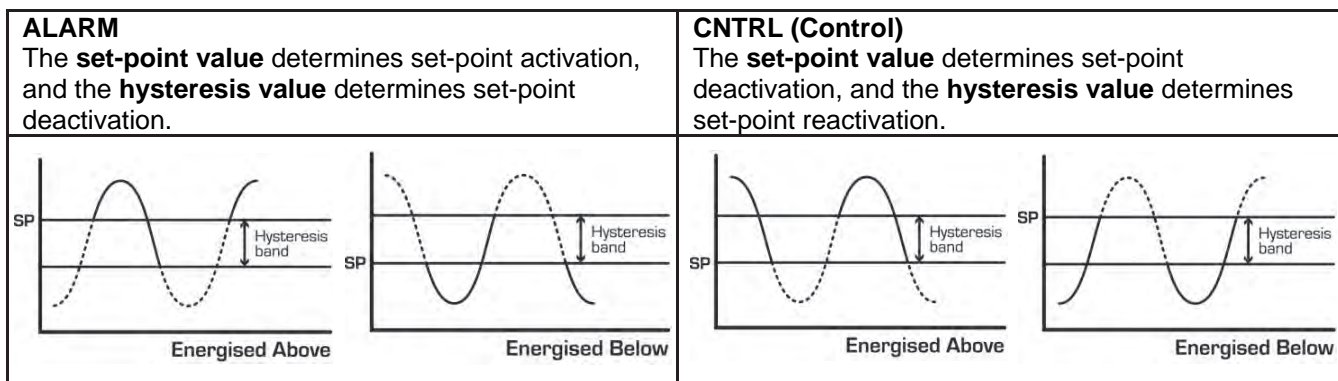 ALARM
The set-point value determines set-point activation,
and the hysteresis value determines set-point
deactivation.
CNTRL (Control)
The set-point value determines set-point
deactivation, and the hysteresis value determines
set-point reactivation.
SP
Hysteresis
band
Energised Above
SP
Hysteresis
band
Energised Below
SP
Hysteresis
band
Energised Above
SP
Hysteresis
band
Energised Below